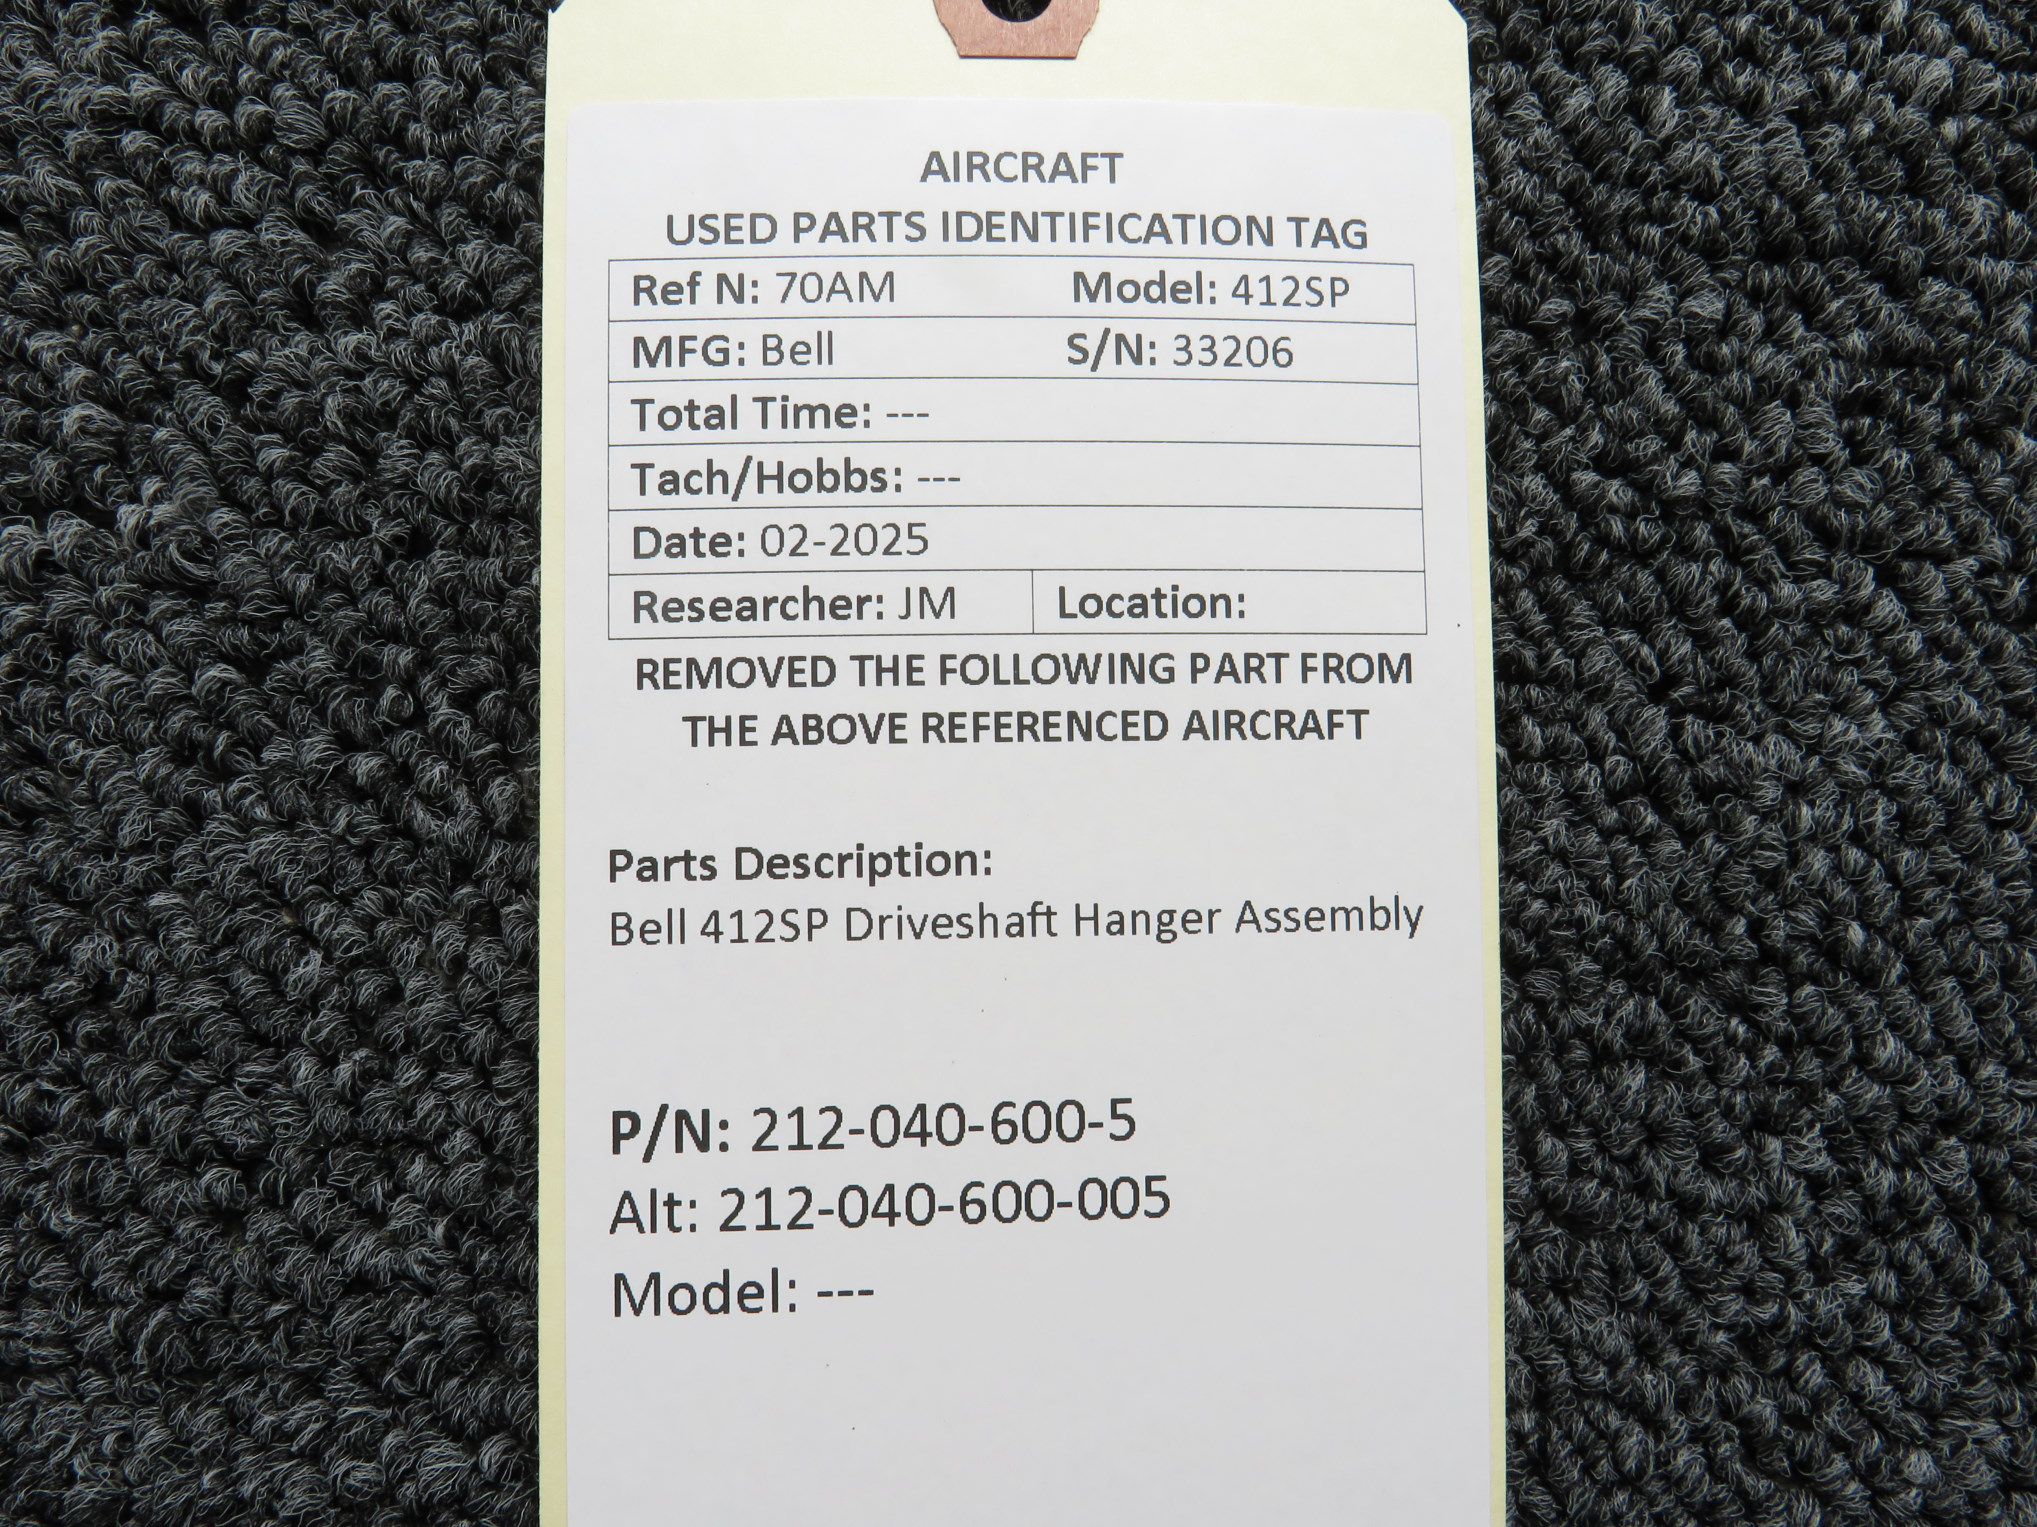 AIRCRAFT
USED PARTS IDENTIFICATION TAG
Ref N: 70AM Model: 412SP
MFG: Bell S/N: 33206
Total Time: ---
Tach/Hobbs: ---
Date: 02-2025
Researcher: JM Location:
REMOVED THE FOLLOWING PART FROM
THE ABOVE REFERENCED AIRCRAFT
Parts Description:
Bell 412SP Driveshaft Hanger Assembly
P/N: 212-040-600-5
Alt: 212-040-600-005
Model: ---